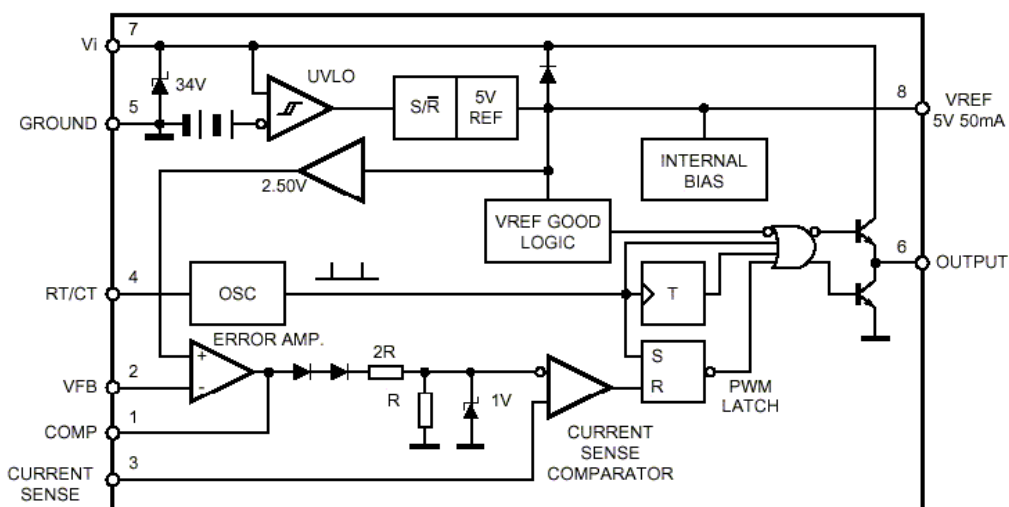 7
Vi
34V
UVLO
5
GROUND
S/R̅
5V
REF
8
VREF
5V 50mA
2.50V
INTERNAL
BIAS
VREF GOOD
LOGIC
6
OUTPUT
4
RT/CT
OSC
T
ERROR AMP.
+
-
2
VFB
2R
R
1V
S
R
PWM
LATCH
1
COMP
CURRENT
SENSE
COMPARATOR
3
CURRENT
SENSE